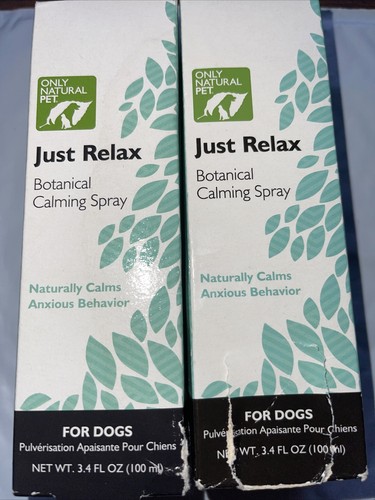 ONLY
NATURAL
PET.
Just Relax
Botanical
Calming Spray
Naturally Calms
Anxious Behavior
FOR DOGS
Pulvérisation Apaisante Pour Chiens
NET WT. 3.4 FL OZ (100 ml)
ONLY
NATURAL
PET.
Just Relax
Botanical
Calming Spray
Naturally Calms
Anxious Behavior
FOR DOGS
Pulvérisation Apaisante Pour Chiens
NET WT. 3.4 FL OZ (100 ml)